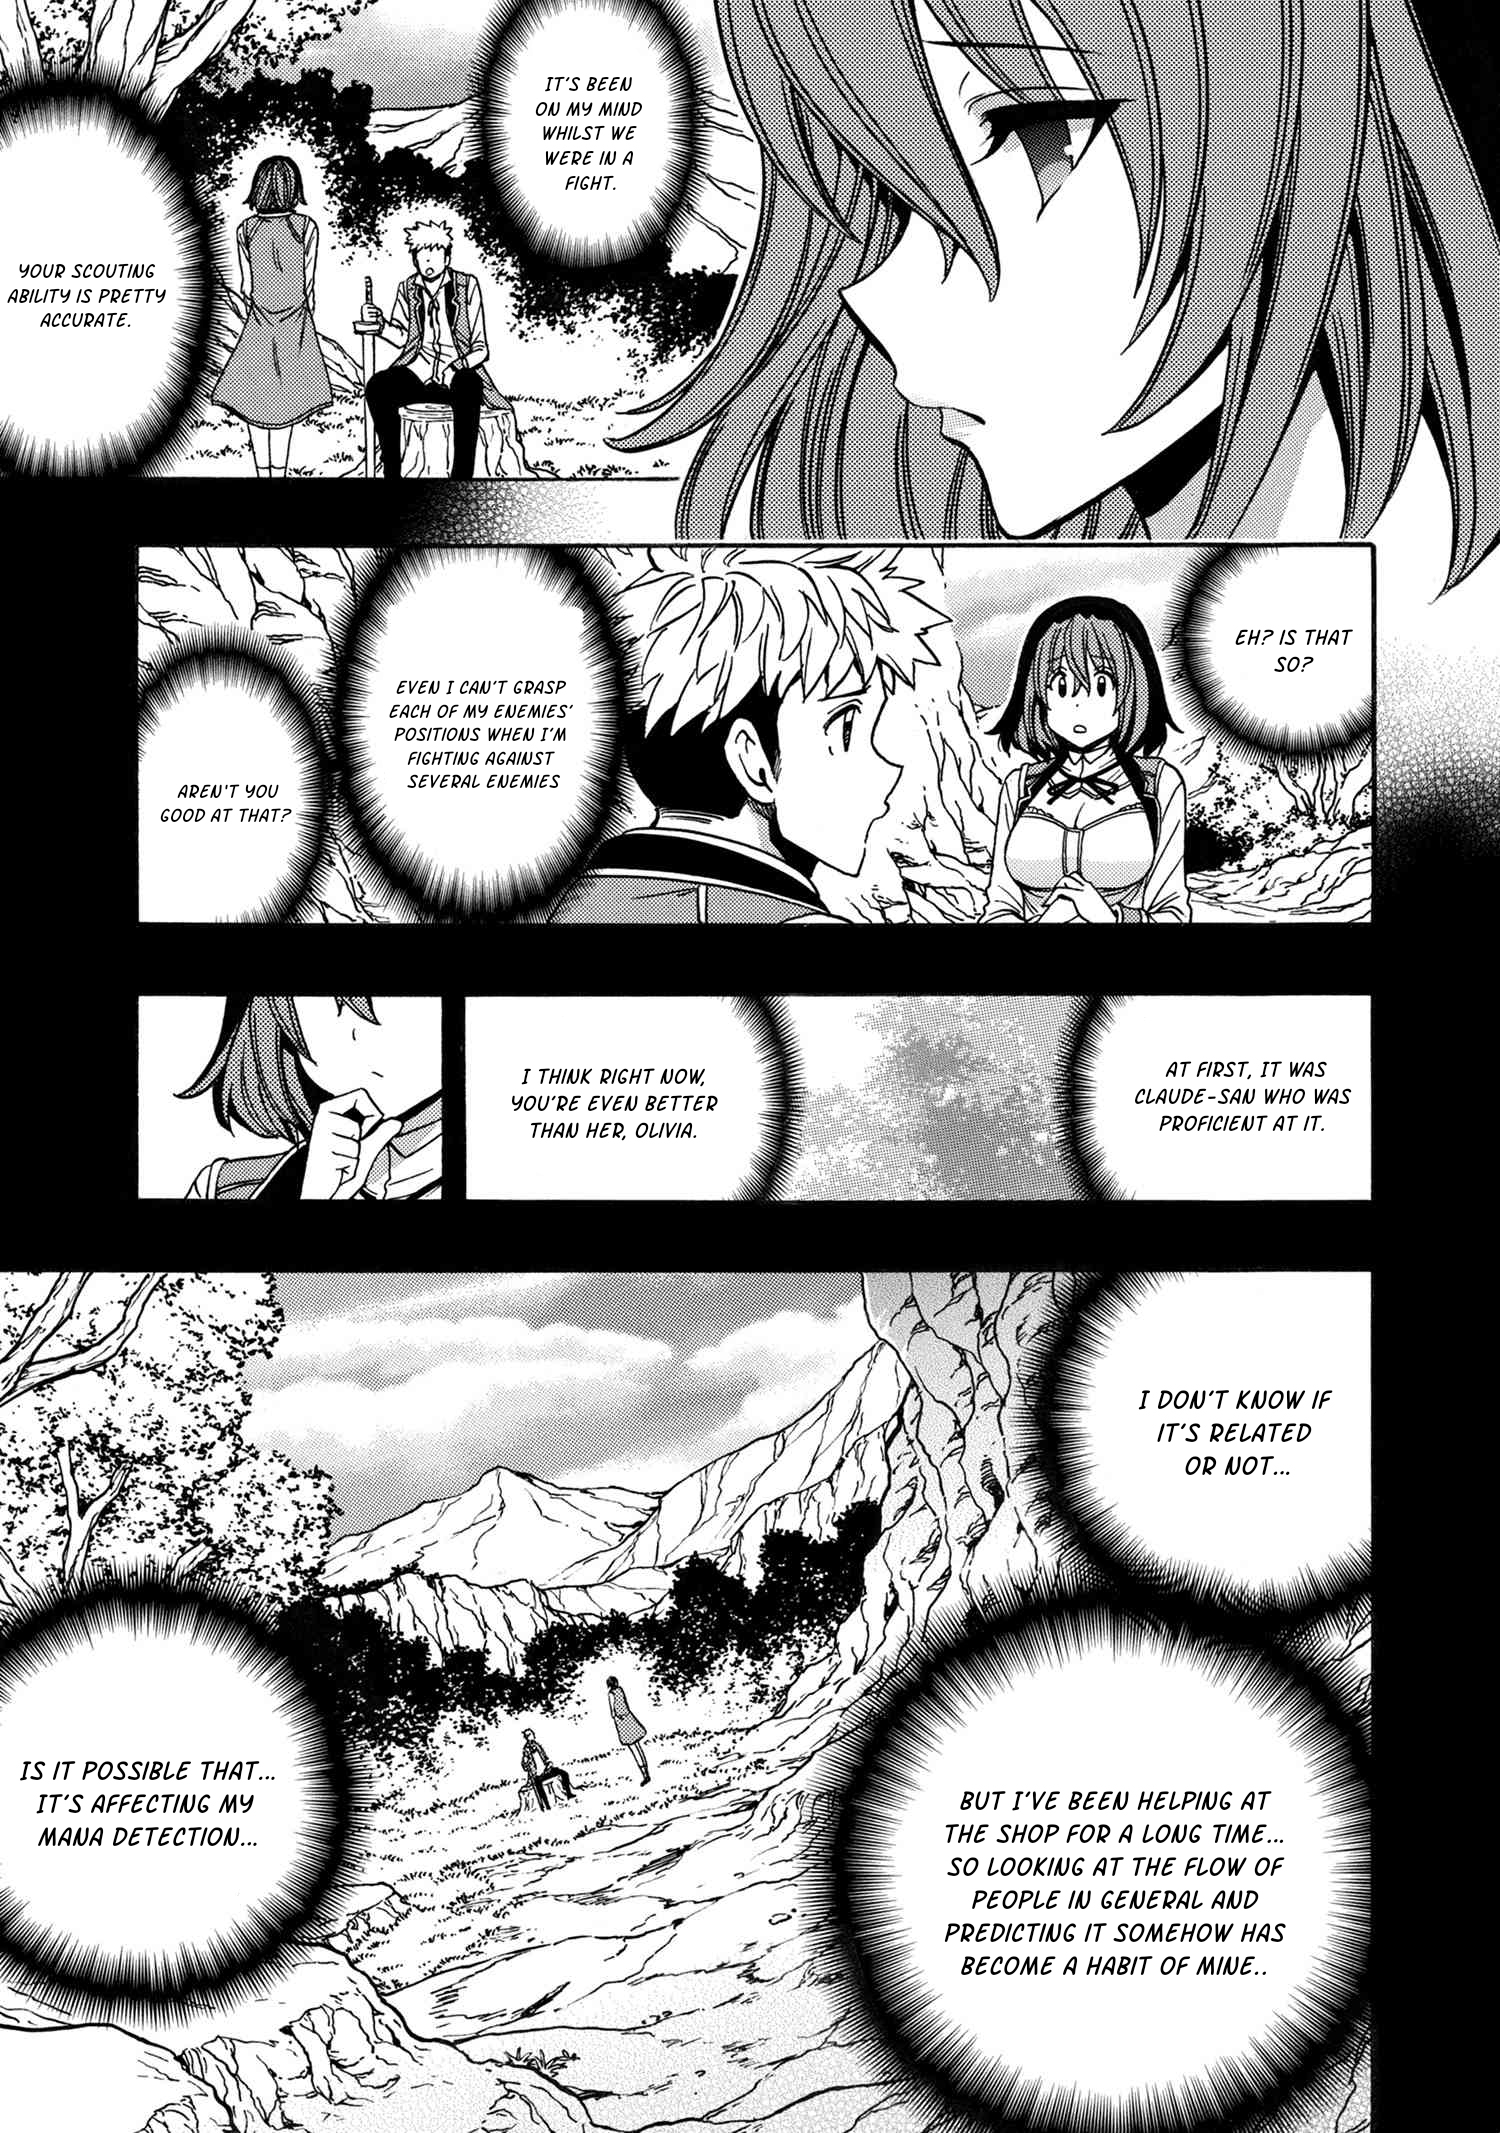 IT'S BEEN
ON MY MIND
WHILST WE
WERE IN A
FIGHT.
YOUR SCOUTING
ABILITY IS PRETTY
ACCURATE.
EH? IS THAT
SO?
EVEN I CAN'T GRASP
EACH OF MY ENEMIES'
POSITIONS WHEN I'M
FIGHTING AGAINST
SEVERAL ENEMIES
AREN'T YOU
GOOD AT THAT?
AT FIRST, IT WAS
CLAUDE-SAN WHO WAS
PROFICIENT AT IT.
I THINK RIGHT NOW,
YOU'RE EVEN BETTER
THAN HER, OLIVIA.
I DON'T KNOW IF
IT'S RELATED
OR NOT...
BUT I'VE BEEN HELPING AT
THE SHOP FOR A LONG TIME...
SO LOOKING AT THE FLOW OF
PEOPLE IN GENERAL AND
PREDICTING IT SOMEHOW HAS
BECOME A HABIT OF MINE..
IS IT POSSIBLE THAT...
IT'S AFFECTING MY
MANA DETECTION...